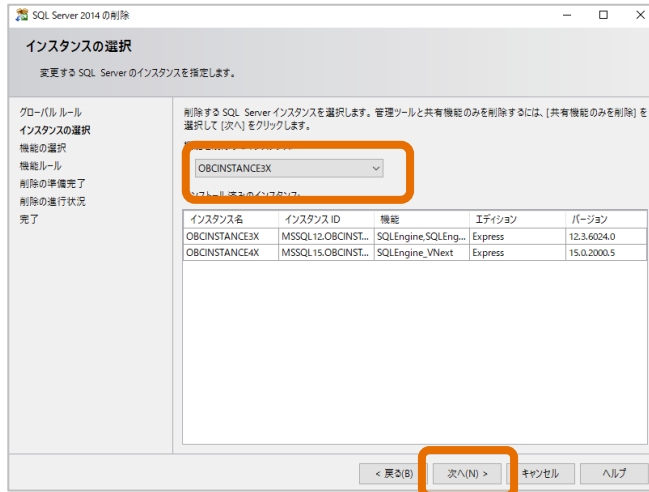 SQL Server 2014 の削除
インスタンスの選択
変更する SQL Server のインスタンスを指定します。
グローバル ルール
インスタンスの選択
機能の選択
機能ルール
削除の準備完了
削除の進行状況
完了
削除する SQL Server インスタンスを選択します。管理ツールと共有機能のみを削除するには、[共有機能のみを削除] を
選択して [次へ] をクリックします。
OBCINSTANCE3X
インスタンス名 インスタンス ID 機能 エディション バージョン
OBCINSTANCE3X MSSQL12.OBCINST... SQLEngine,SQLEng... Express 12.3.6024.0
OBCINSTANCE4X MSSQL15.OBCINST... SQLEngine_VNext Express 15.0.2000.5
< 戻る(B) 次へ(N) > キャンセル ヘルプ